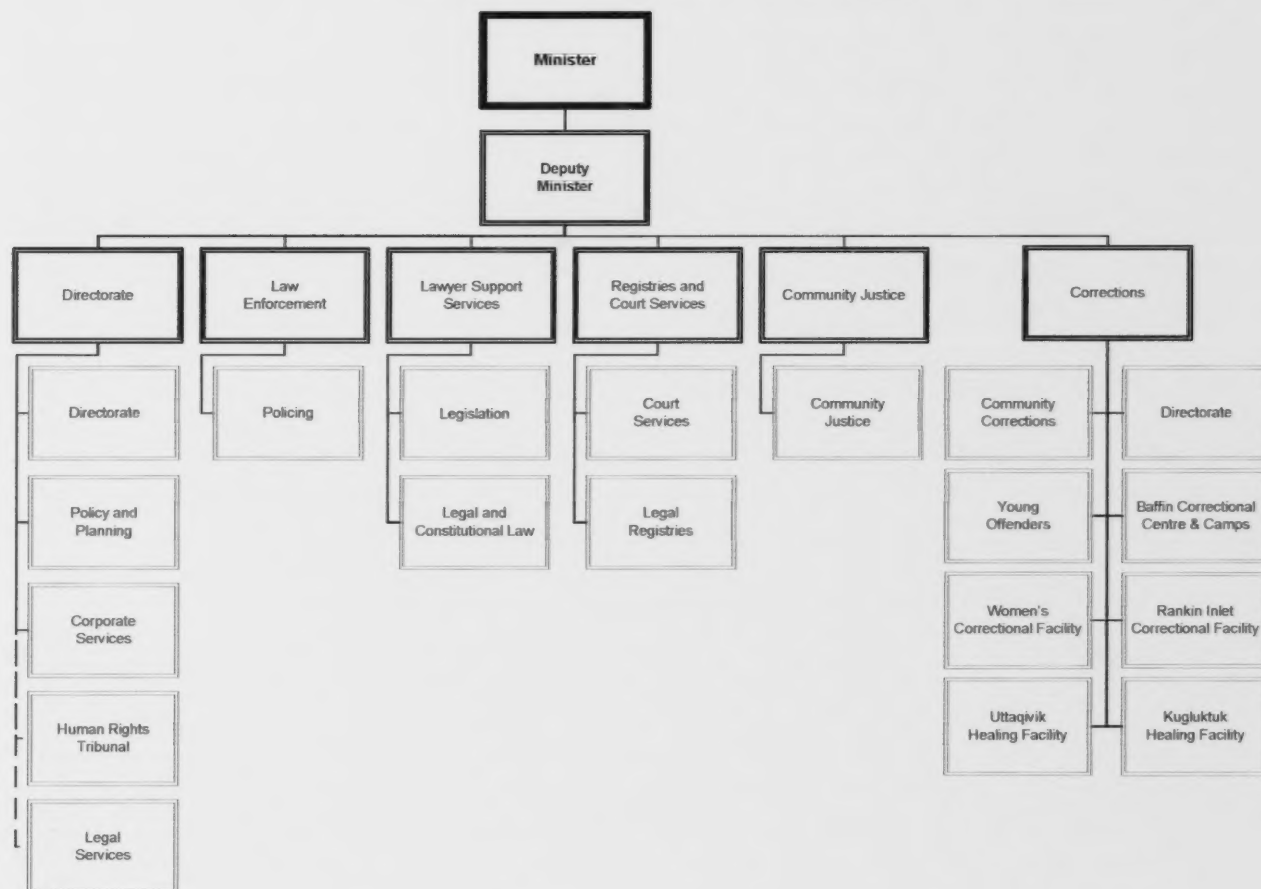 Minister
Deputy
Minister
Directorate
Law
Enforcement
Lawyer Support
Services
Registries and
Court Services
Community Justice
Corrections
Directorate
Policy and
Planning
Corporate
Services
Human Rights
Tribunal
Legal
Services
Policing
Legislation
Legal and
Constitutional Law
Court
Services
Legal
Registries
Community
Justice
Community
Corrections
Directorate
Young
Offenders
Baffin Correctional
Centre & Camps
Women's
Correctional Facility
Rankin Inlet
Correctional Facility
Uttaqivik
Healing Facility
Kugluktuk
Healing Facility